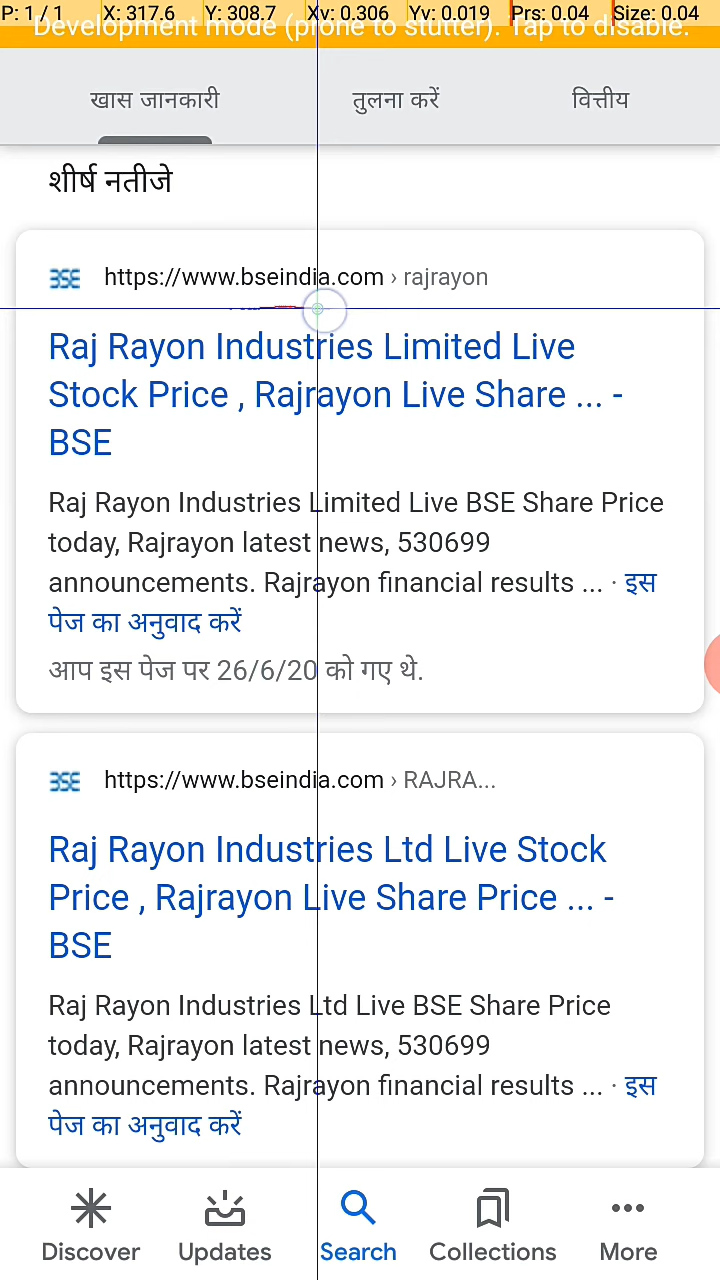 P: 1 / 1 X: 317.6 Y: 308.7 Xv: 0.306 Yv: 0.019 Prs: 0.04 Size: 0.04
Development mode (prone to stutter). Tap to disable.
खास जानकारी तुलना करें वित्तीय
शीर्ष नतीजे
BSE https://www.bseindia.com › rajrayon
Raj Rayon Industries Limited Live
Stock Price , Rajrayon Live Share ... -
BSE
Raj Rayon Industries Limited Live BSE Share Price
today, Rajrayon latest news, 530699
announcements. Rajrayon financial results ... · इस
पेज का अनुवाद करें
आप इस पेज पर 26/6/20 को गए थे.
BSE https://www.bseindia.com › RAJRA...
Raj Rayon Industries Ltd Live Stock
Price , Rajrayon Live Share Price ... -
BSE
Raj Rayon Industries Ltd Live BSE Share Price
today, Rajrayon latest news, 530699
announcements. Rajrayon financial results ... · इस
पेज का अनुवाद करें
Discover Updates Search Collections More